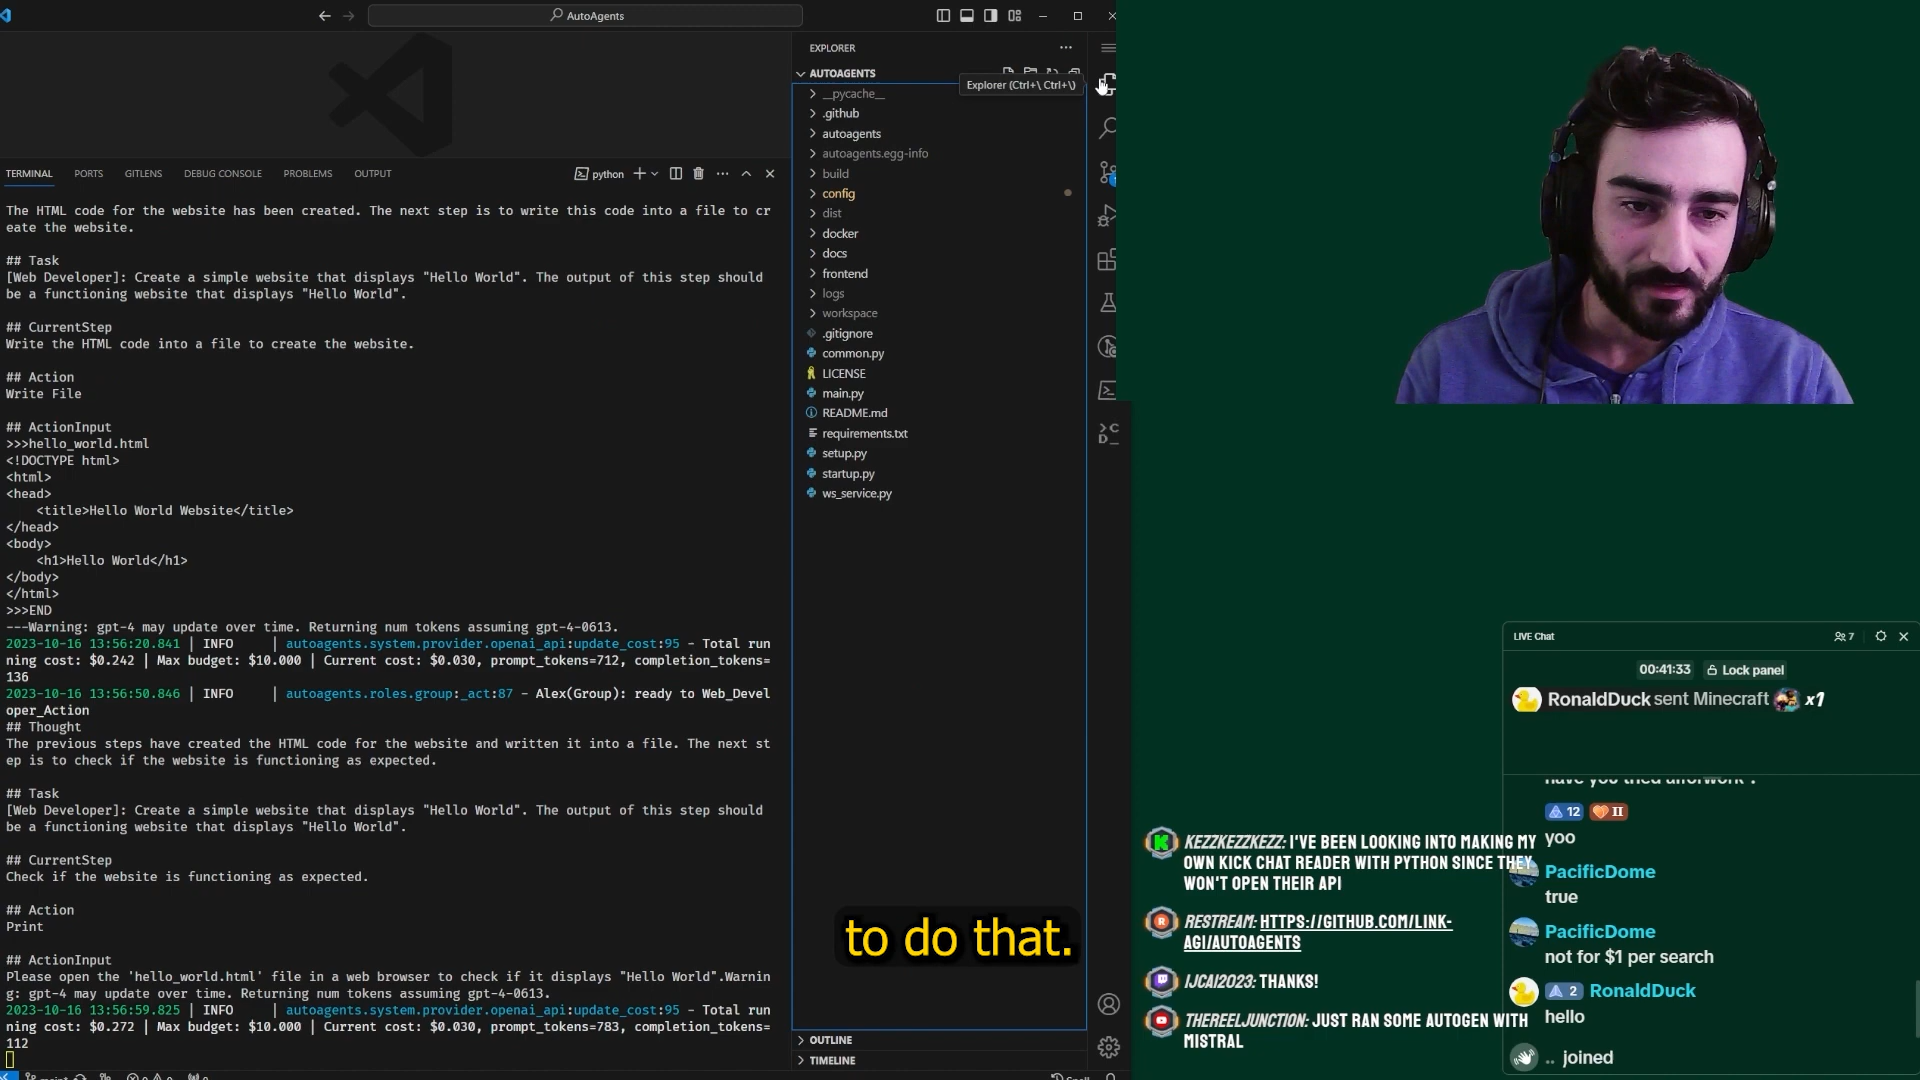 AutoAgents
TERMINAL
PORTS
GITLENS
DEBUG CONSOLE
PROBLEMS
OUTPUT
python
The HTML code for the website has been created. The next step is to write this code into a file to cr
eate the website.
## Task
[Web Developer]: Create a simple website that displays "Hello World". The output of this step should
be a functioning website that displays "Hello World".
## CurrentStep
Write the HTML code into a file to create the website.
## Action
Write File
## ActionInput
>>>hello_world.html
<!DOCTYPE html>
<html>
<head>
    <title>Hello World Website</title>
</head>
<body>
    <h1>Hello World</h1>
</body>
</html>
>>>END
---Warning: gpt-4 may update over time. Returning num tokens assuming gpt-4-0613.
2023-10-16 13:56:20.841 | INFO     | autoagents.system.provider.openai_api:update_cost:95 - Total run
ning cost: $0.242 | Max budget: $10.000 | Current cost: $0.030, prompt_tokens=712, completion_tokens=
136
2023-10-16 13:56:50.846 | INFO     | autoagents.roles.group:_act:87 - Alex(Group): ready to Web_Devel
oper_Action
## Thought
The previous steps have created the HTML code for the website and written it into a file. The next st
ep is to check if the website is functioning as expected.
## Task
[Web Developer]: Create a simple website that displays "Hello World". The output of this step should
be a functioning website that displays "Hello World".
## CurrentStep
Check if the website is functioning as expected.
## Action
Print
## ActionInput
Please open the 'hello_world.html' file in a web browser to check if it displays "Hello World".Warnin
g: gpt-4 may update over time. Returning num tokens assuming gpt-4-0613.
2023-10-16 13:56:59.825 | INFO     | autoagents.system.provider.openai_api:update_cost:95 - Total run
ning cost: $0.272 | Max budget: $10.000 | Current cost: $0.030, prompt_tokens=783, completion_tokens=
112
EXPLORER
AUTOAGENTS
Explorer (Ctrl+\ Ctrl+\)
__pycache__
.github
autoagents
autoagents.egg-info
build
config
dist
docker
docs
frontend
logs
workspace
.gitignore
common.py
LICENSE
main.py
README.md
requirements.txt
setup.py
startup.py
ws_service.py
to do that.
OUTLINE
TIMELINE
KEZZKEZZKEZZ: I'VE BEEN LOOKING INTO MAKING MY
OWN KICK CHAT READER WITH PYTHON SINCE THEY
WON'T OPEN THEIR API
RESTREAM: HTTPS://GITHUB.COM/LINK-
AGI/AUTOAGENTS
IJCAI2023: THANKS!
THEREELJUNCTION: JUST RAN SOME AUTOGEN WITH
MISTRAL
LIVE Chat
7
00:41:33
Lock panel
RonaldDuck sent Minecraft x1
12
II
yoo
PacificDome
true
PacificDome
not for $1 per search
2 RonaldDuck
hello
.. joined